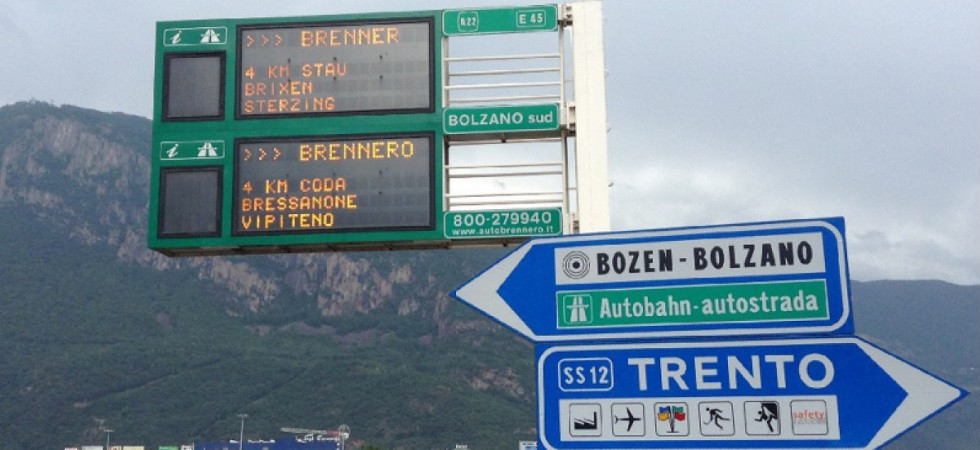 A22 E 45
i
>>> BRENNER
4 KM STAU
BRIXEN
STERZING
BOLZANO sud
i
>>> BRENNERO
4 KM CODA
BRESSANONE
VIPITENO
800-279940
www.autobrennero.it
BOZEN-BOLZANO
Autobahn-autostrada
SS 12 TRENTO
safety